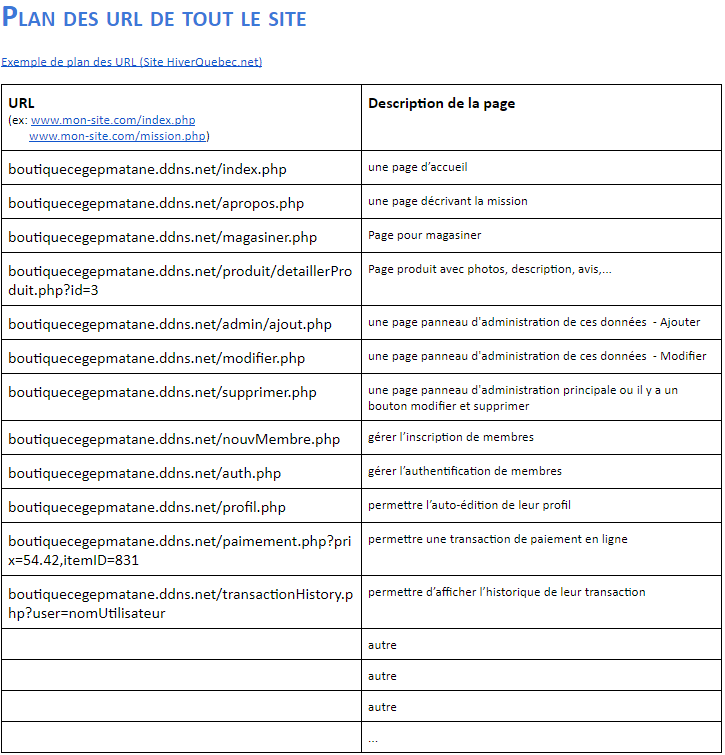 PLAN DES URL DE TOUT LE SITE
Exemple de plan des URL (Site HiverQuebec.net)
URL
(ex: www.mon-site.com/index.php
www.mon-site.com/mission.php)
Description de la page
boutiquecegepmatane.ddns.net/index.php
une page d’accueil
boutiquecegepmatane.ddns.net/apropos.php
une page décrivant la mission
boutiquecegepmatane.ddns.net/magasiner.php
Page pour magasiner
boutiquecegepmatane.ddns.net/produit/detaillerPro
duit.php?id=3
Page produit avec photos, description, avis,...
boutiquecegepmatane.ddns.net/admin/ajout.php
une page panneau d'administration de ces données - Ajouter
boutiquecegepmatane.ddns.net/modifier.php
une page panneau d'administration de ces données - Modifier
boutiquecegepmatane.ddns.net/supprimer.php
une page panneau d'administration principale ou il y a un
bouton modifier et supprimer
boutiquecegepmatane.ddns.net/nouvMembre.php
gérer l’inscription de membres
boutiquecegepmatane.ddns.net/auth.php
gérer l’authentification de membres
boutiquecegepmatane.ddns.net/profil.php
permettre l’auto-édition de leur profil
boutiquecegepmatane.ddns.net/paimement.php?pri
x=54.42,itemID=831
permettre une transaction de paiement en ligne
boutiquecegepmatane.ddns.net/transactionHistory.p
hp?user=nomUtilisateur
permettre d’afficher l’historique de leur transaction
autre
autre
autre
...